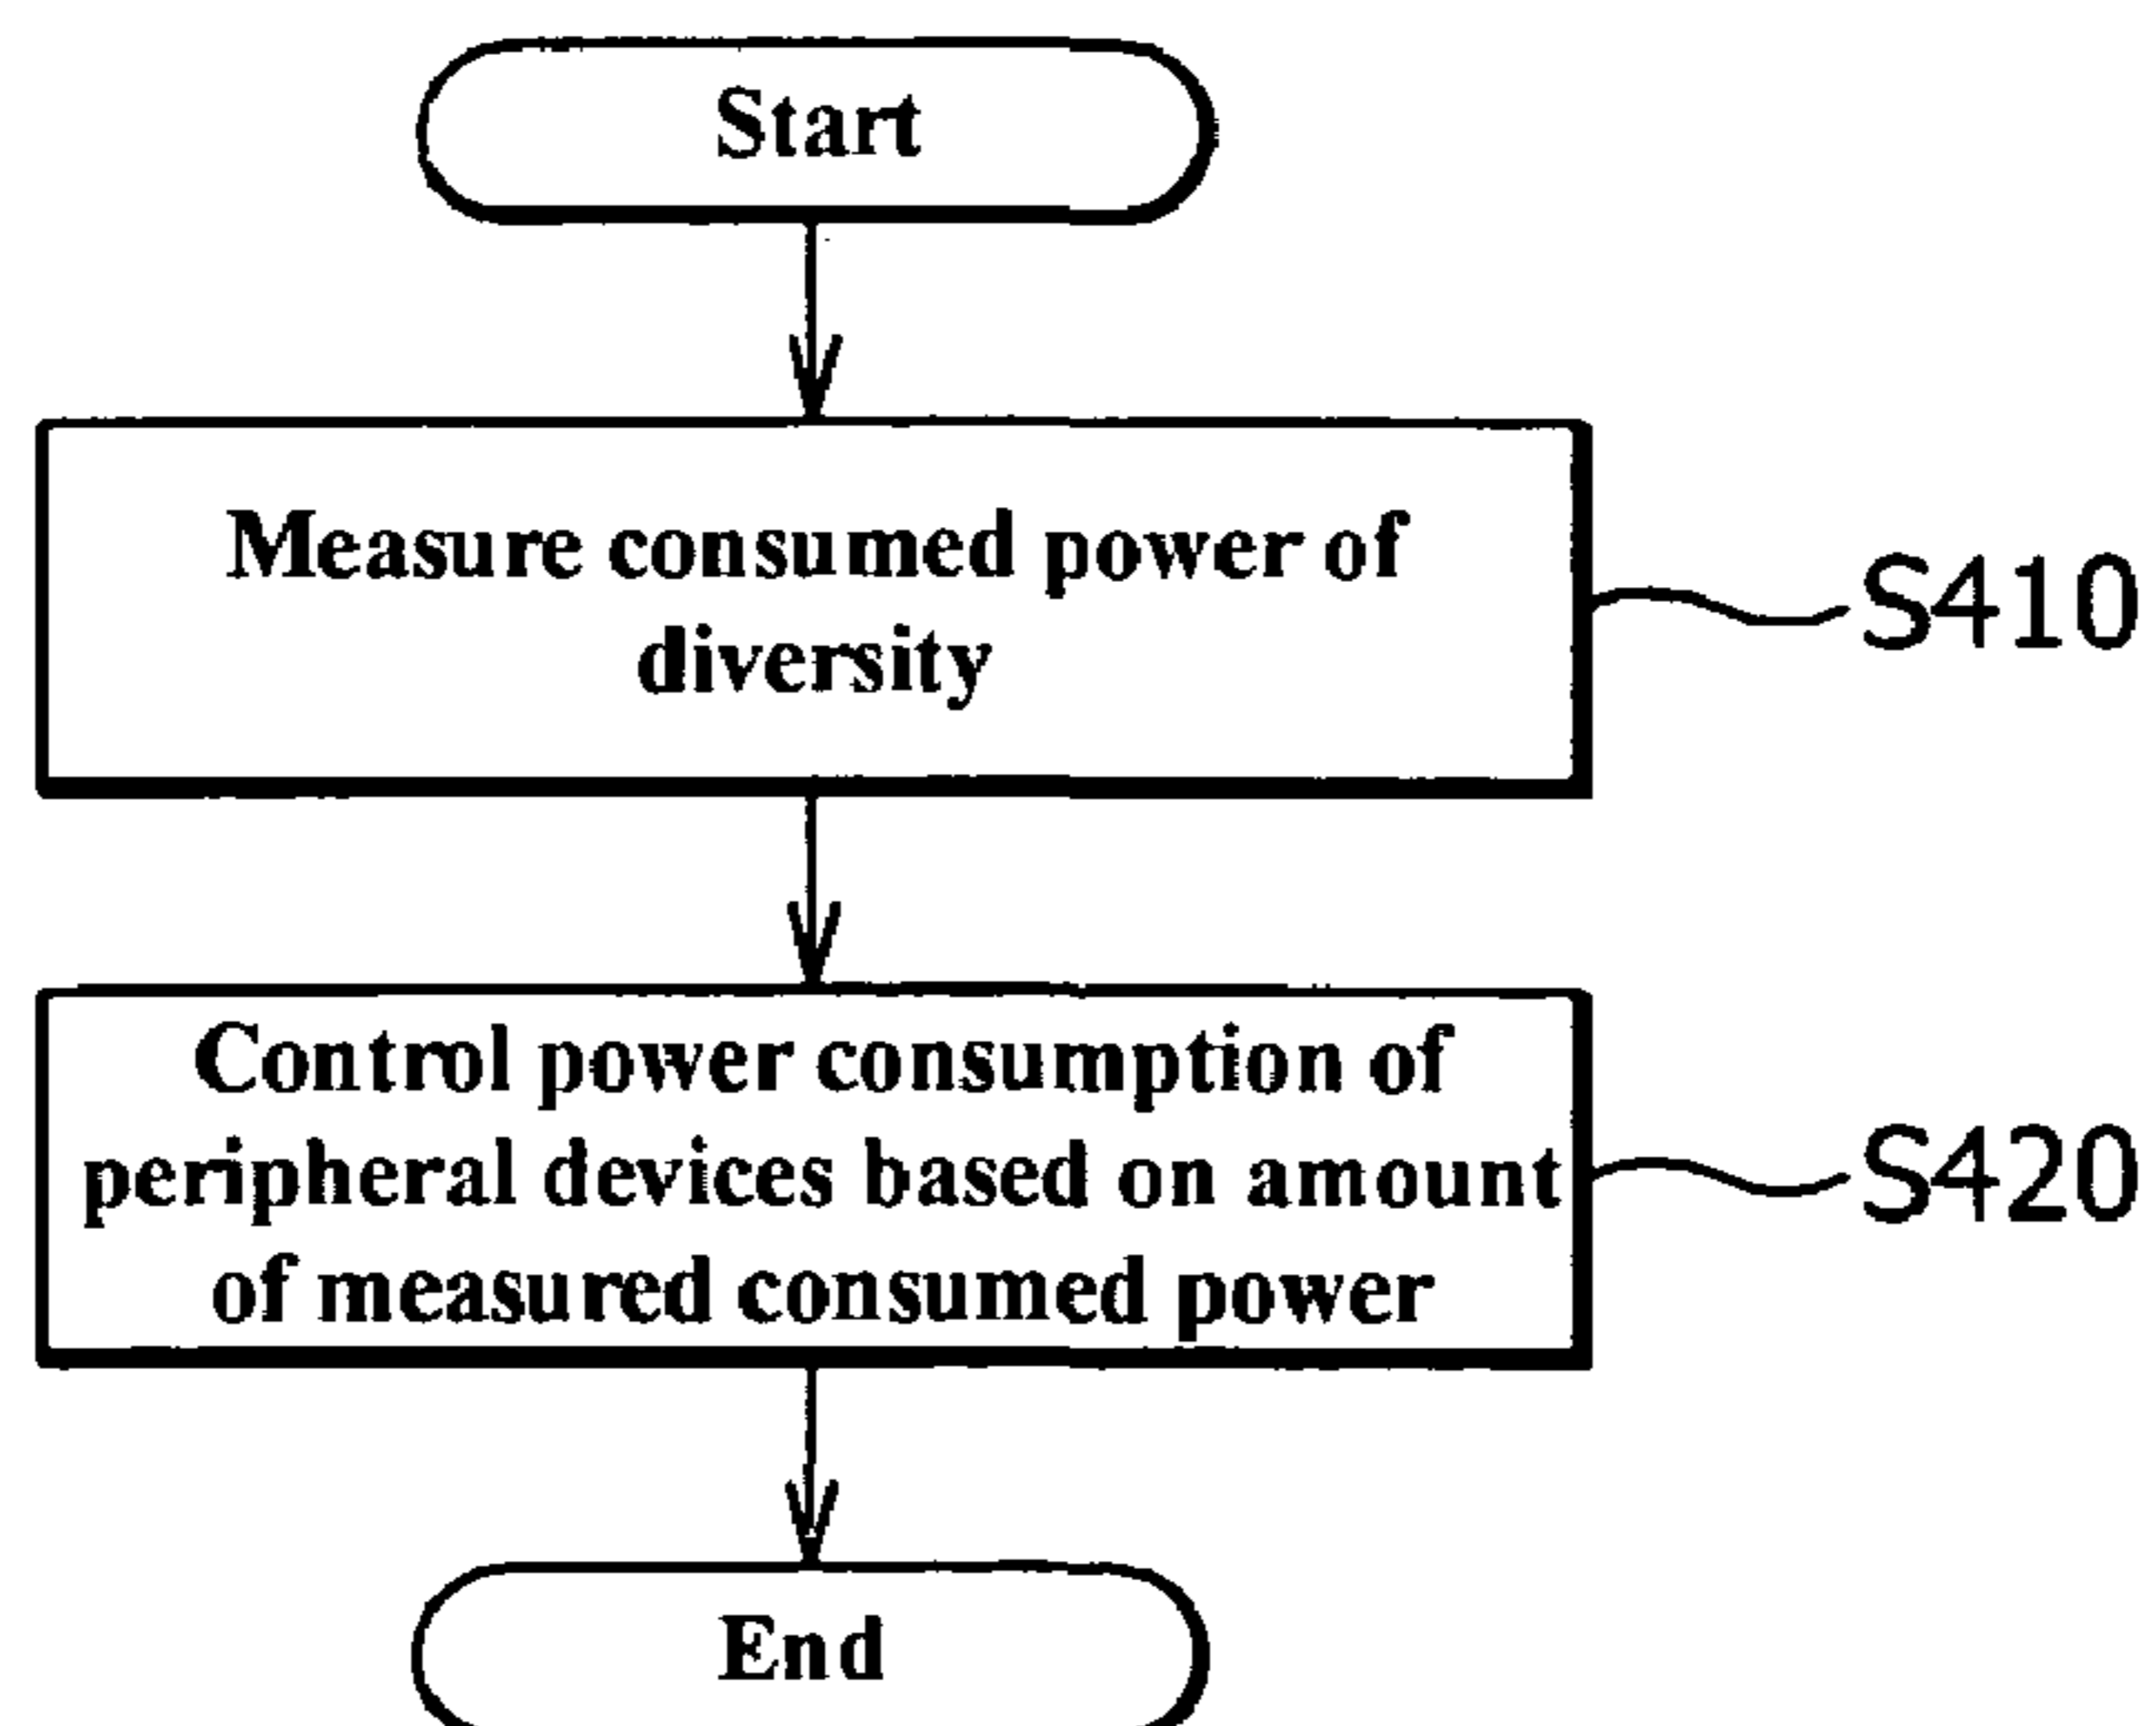 Start
Measure consumed power of
diversity
S410
Control power consumption of
peripheral devices based on amount
of measured consumed power
S420
End